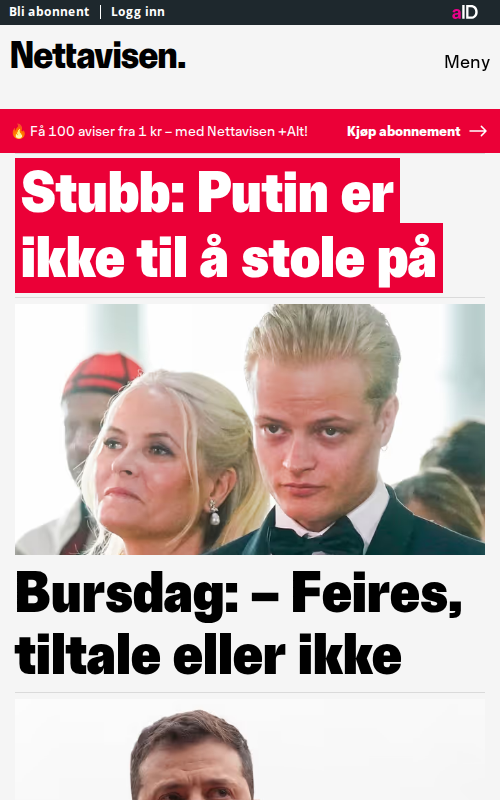 Bli abonnent
Logg inn
aID
Nettavisen.
Meny
🔥 Få 100 aviser fra 1 kr – med Nettavisen +Alt!
Kjøp abonnement →
Stubb: Putin er
ikke til å stole på
Bursdag: – Feires,
tiltale eller ikke